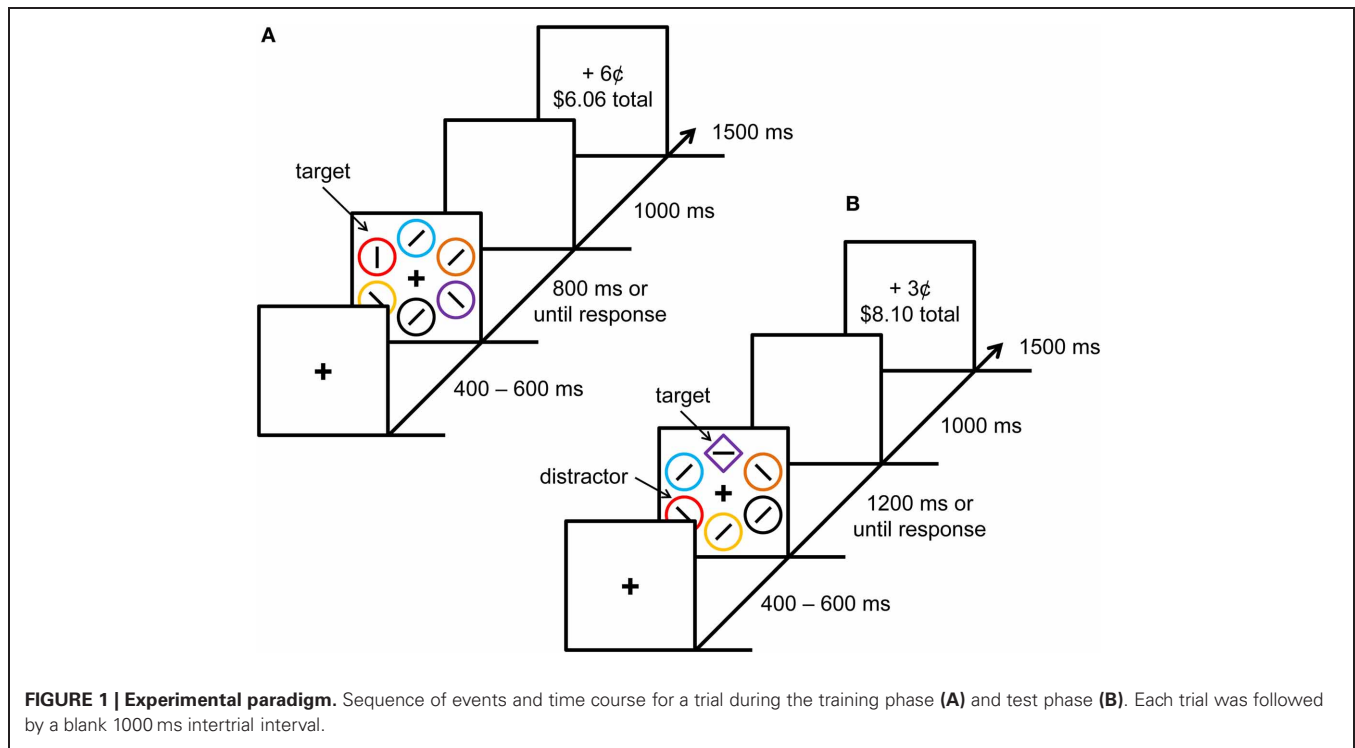 A
+ 6¢
$6.06 total
1500 ms
target
1000 ms
800 ms or
until response
+
+
400 – 600 ms
B
+ 3¢
$8.10 total
1500 ms
target
1000 ms
distractor
+
1200 ms or
until response
+
400 – 600 ms
FIGURE 1 | Experimental paradigm. Sequence of events and time course for a trial during the training phase (A) and test phase (B). Each trial was followed
by a blank 1000 ms intertrial interval.